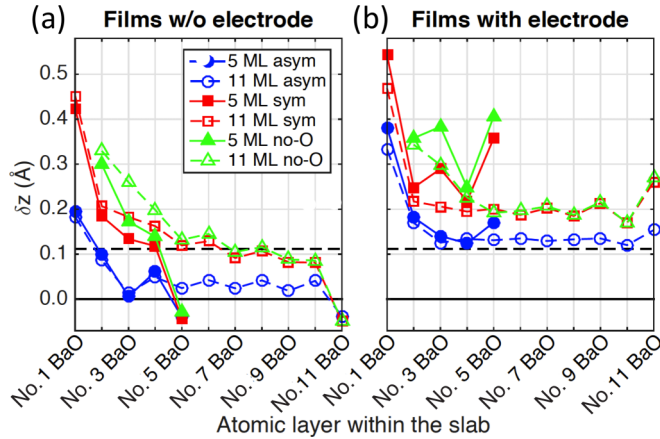 (a) Films w/o electrode
(b) Films with electrode
δz (Å)
0.5
0.4
0.3
0.2
0.1
0.0
5 ML asym
11 ML asym
5 ML sym
11 ML sym
5 ML no-O
11 ML no-O
No. 1 BaO
No. 3 BaO
No. 5 BaO
No. 7 BaO
No. 9 BaO
No. 11 BaO
No. 1 BaO
No. 3 BaO
No. 5 BaO
No. 7 BaO
No. 9 BaO
No. 11 BaO
Atomic layer within the slab